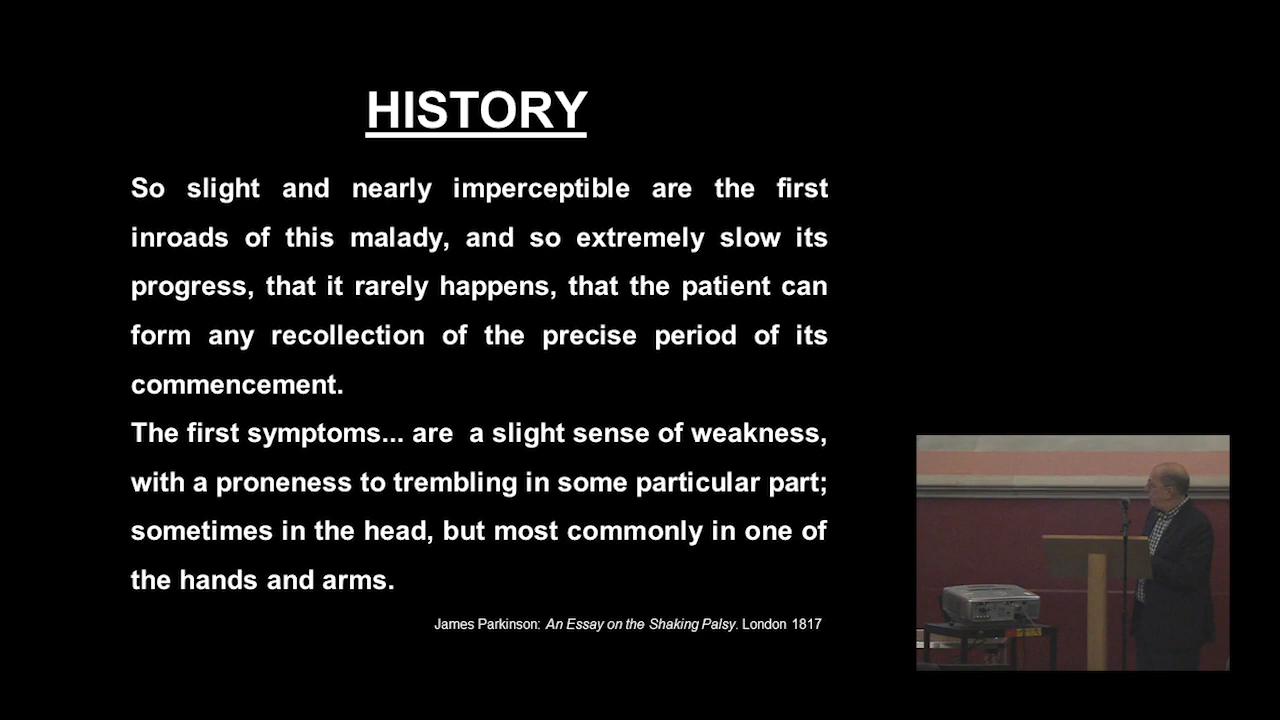 HISTORY
So slight and nearly imperceptible are the first
inroads of this malady, and so extremely slow its
progress, that it rarely happens, that the patient can
form any recollection of the precise period of its
commencement.
The first symptoms... are a slight sense of weakness,
with a proneness to trembling in some particular part;
sometimes in the head, but most commonly in one of
the hands and arms.
James Parkinson: An Essay on the Shaking Palsy. London 1817